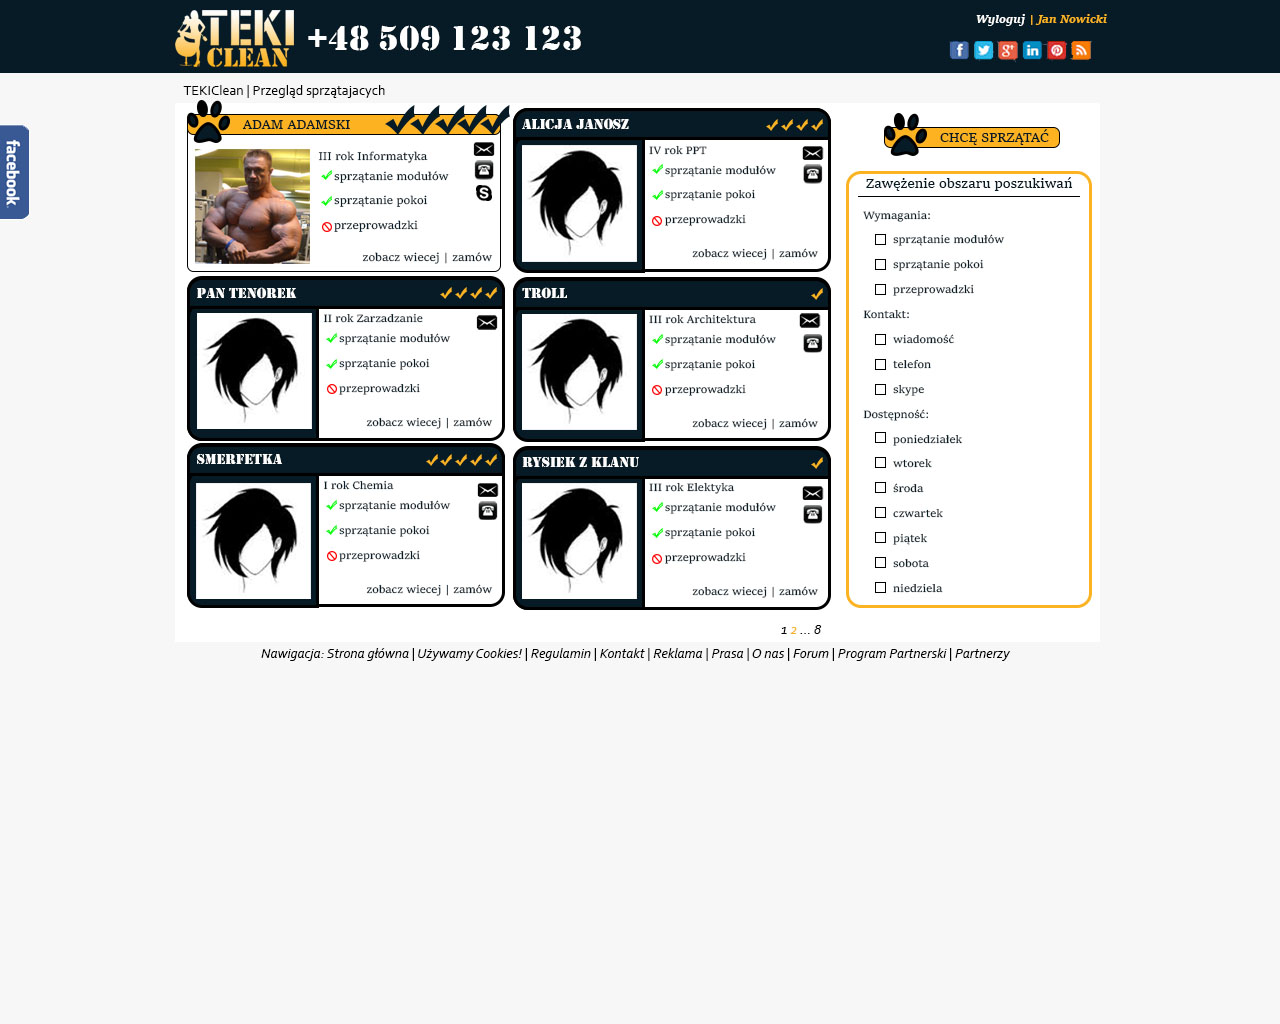 TEKI
CLEAN
+48 509 123 123
Wyloguj | Jan Nowicki
TEKIClean | Przegląd sprzątajacych
facebook
ADAM ADAMSKI
III rok Informatyka
sprzątanie modułów
sprzątanie pokoi
przeprowadzki
zobacz wiecej | zamów
ALICJA JANOSZ
IV rok PPT
sprzątanie modułów
sprzątanie pokoi
przeprowadzki
zobacz wiecej | zamów
PAN TENOREK
II rok Zarzadzanie
sprzątanie modułów
sprzątanie pokoi
przeprowadzki
zobacz wiecej | zamów
TROLL
III rok Architektura
sprzątanie modułów
sprzątanie pokoi
przeprowadzki
zobacz wiecej | zamów
SMERFETKA
I rok Chemia
sprzątanie modułów
sprzątanie pokoi
przeprowadzki
zobacz wiecej | zamów
RYSIEK Z KLANU
III rok Elektyka
sprzątanie modułów
sprzątanie pokoi
przeprowadzki
zobacz wiecej | zamów
1 2 ... 8
CHCĘ SPRZĄTAĆ
Zawężenie obszaru poszukiwań
Wymagania:
sprzątanie modułów
sprzątanie pokoi
przeprowadzki
Kontakt:
wiadomość
telefon
skype
Dostępność:
poniedziałek
wtorek
środa
czwartek
piątek
sobota
niedziela
Nawigacja: Strona główna | Używamy Cookies! | Regulamin | Kontakt | Reklama | Prasa | O nas | Forum | Program Partnerski | Partnerzy